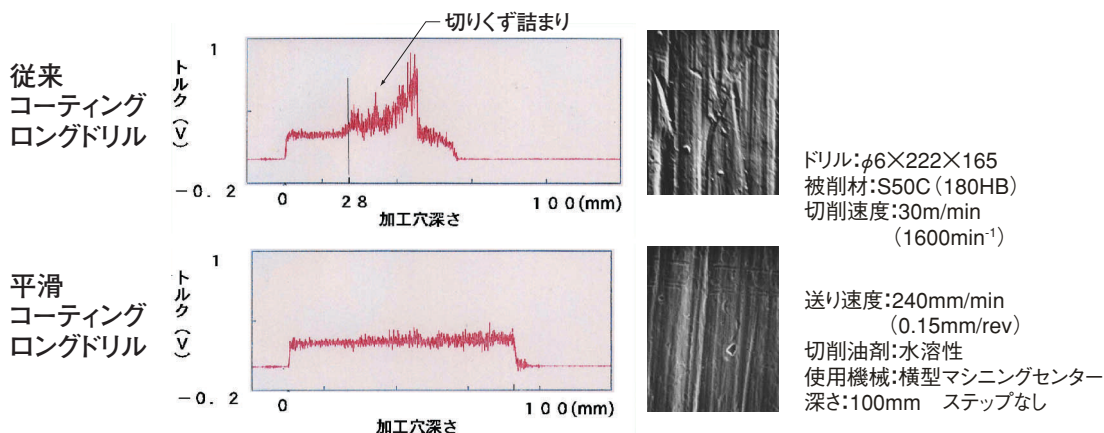 切りくず詰まり
従来
コーティング
ロングドリル
トルク(V)
1
−0. 2
0
28
100(mm)
加工穴深さ
平滑
コーティング
ロングドリル
トルク(V)
1
−0. 2
0
100(mm)
加工穴深さ
ドリル:φ6×222×165
被削材:S50C(180HB)
切削速度:30m/min
(1600min⁻¹)
送り速度:240mm/min
(0.15mm/rev)
切削油剤:水溶性
使用機械:横型マシニングセンター
深さ:100mm　ステップなし